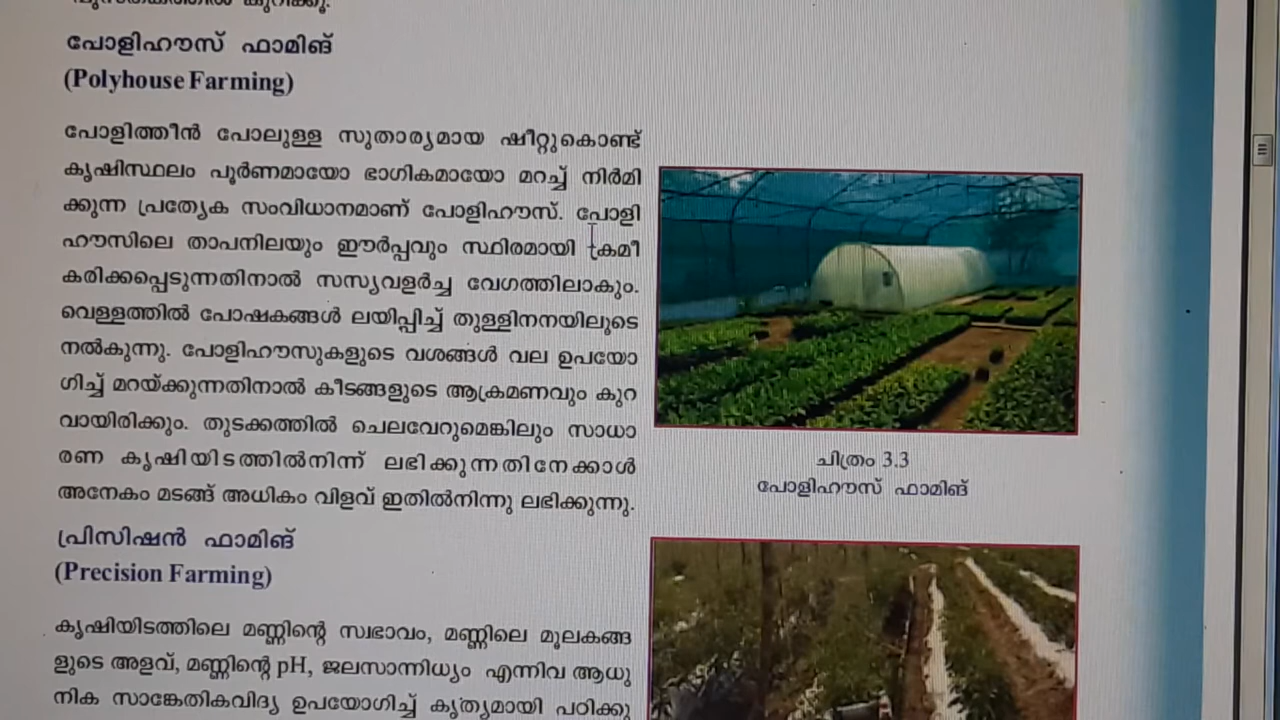 പുസ്തകത്തിൽ കുറിക്കൂ.
പോളിഹൗസ് ഫാമിങ്
(Polyhouse Farming)
പോളിത്തീൻ പോലുള്ള സുതാര്യമായ ഷീറ്റുകൊണ്ട്
കൃഷിസ്ഥലം പൂർണമായോ ഭാഗികമായോ മറച്ച് നിർമി
ക്കുന്ന പ്രത്യേക സംവിധാനമാണ് പോളിഹൗസ്. പോളി
ഹൗസിലെ താപനിലയും ഈർപ്പവും സ്ഥിരമായി ക്രമീ
കരിക്കപ്പെടുന്നതിനാൽ സസ്യവളർച്ച വേഗത്തിലാകും.
വെള്ളത്തിൽ പോഷകങ്ങൾ ലയിപ്പിച്ച് തുള്ളിനനയിലൂടെ
നൽകുന്നു. പോളിഹൗസുകളുടെ വശങ്ങൾ വല ഉപയോ
ഗിച്ച് മറയ്ക്കുന്നതിനാൽ കീടങ്ങളുടെ ആക്രമണവും കുറ
വായിരിക്കും. തുടക്കത്തിൽ ചെലവേറുമെങ്കിലും സാധാ
രണ കൃഷിയിടത്തിൽനിന്ന് ലഭിക്കുന്നതിനേക്കാൾ
അനേകം മടങ്ങ് അധികം വിളവ് ഇതിൽനിന്നു ലഭിക്കുന്നു.
ചിത്രം 3.3
പോളിഹൗസ് ഫാമിങ്
പ്രിസിഷൻ ഫാമിങ്
(Precision Farming)
കൃഷിയിടത്തിലെ മണ്ണിന്റെ സ്വഭാവം, മണ്ണിലെ മൂലകങ്ങ
ളുടെ അളവ്, മണ്ണിന്റെ pH, ജലസാന്നിധ്യം എന്നിവ ആധു
നിക സാങ്കേതികവിദ്യ ഉപയോഗിച്ച് കൃത്യമായി പഠിക്കു